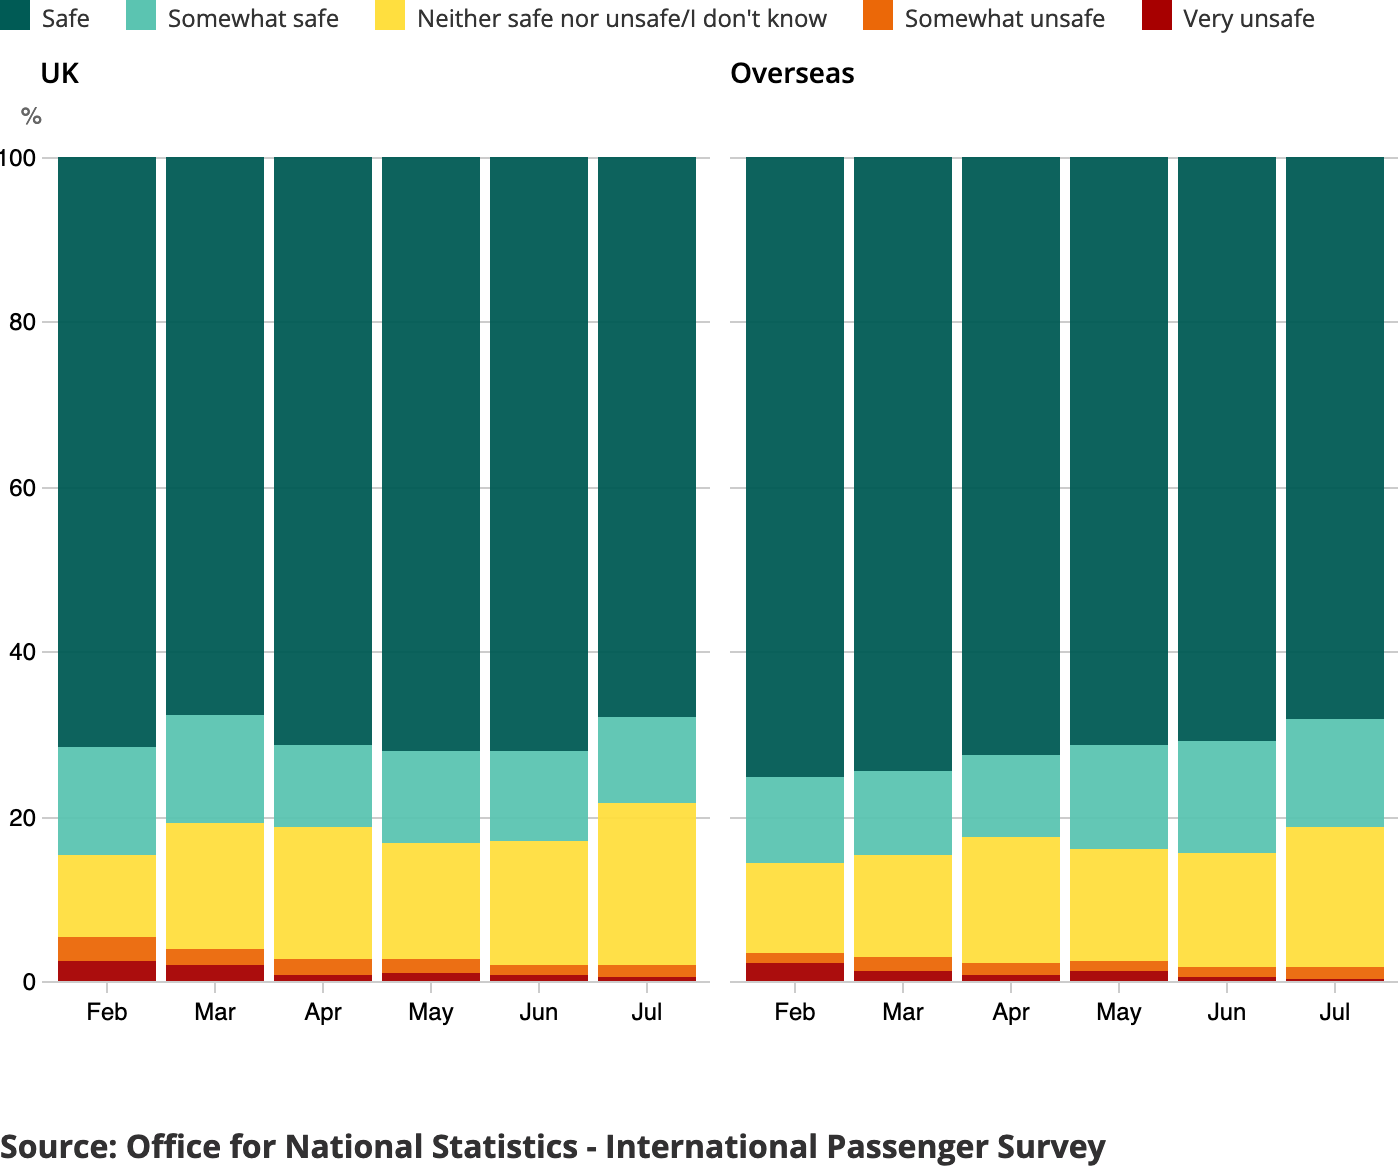 Safe Somewhat safe Neither safe nor unsafe/I don't know Somewhat unsafe Very unsafe
UK Overseas
%
100
80
60
40
20
0
Feb Mar Apr May Jun Jul Feb Mar Apr May Jun Jul
Source: Office for National Statistics - International Passenger Survey